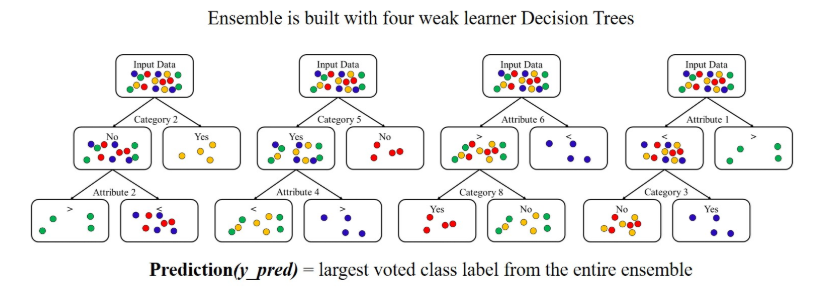 Ensemble is built with four weak learner Decision Trees
Input Data Input Data Input Data Input Data
Category 2 Category 5 Attribute 6 Attribute 1
No Yes Yes No > < < >
Attribute 2 Attribute 4 Category 8 Category 3
> < < > Yes No No Yes
Prediction(y_pred) = largest voted class label from the entire ensemble